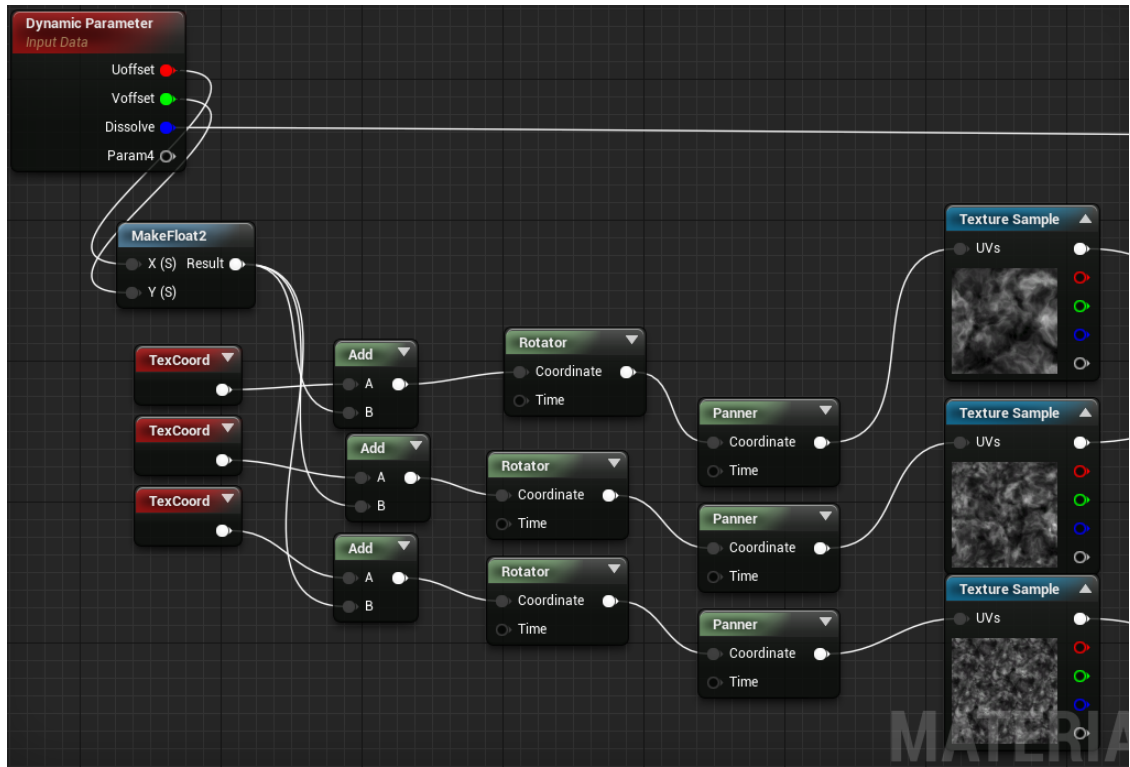 Dynamic Parameter
Input Data
Uoffset
Voffset
Dissolve
Param4
MakeFloat2
X (S) Result
Y (S)
TexCoord
TexCoord
TexCoord
Add
A
B
Add
A
B
Add
A
B
Rotator
Coordinate
Time
Rotator
Coordinate
Time
Rotator
Coordinate
Time
Panner
Coordinate
Time
Panner
Coordinate
Time
Panner
Coordinate
Time
Texture Sample
UVs
Texture Sample
UVs
Texture Sample
UVs
MATERIA